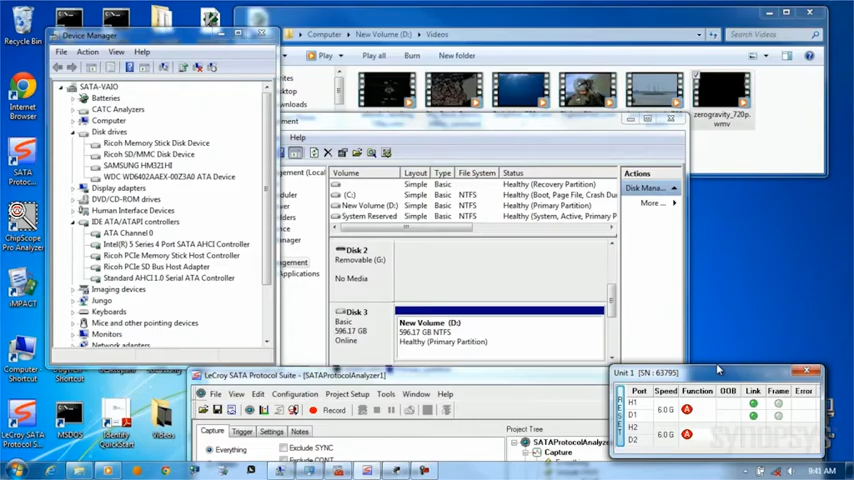 Recycle Bin
Internet
Browser
SATA
Protoc...
ChipScope
Pro Analyzer
iMPACT
Computer -
Shortcut
LeCroy SATA
Protocol S...
MSDOS
Identify
QuickStart
Videos
Device Manager
File Action View Help
SATA-VAIO
Batteries
CATC Analyzers
Computer
Disk drives
Ricoh Memory Stick Disk Device
Ricoh SD/MMC Disk Device
SAMSUNG HM321HI
WDC WD6402AAEX-00Z3A0 ATA Device
Display adapters
DVD/CD-ROM drives
Human Interface Devices
IDE ATA/ATAPI controllers
ATA Channel 0
Intel(R) 5 Series 4 Port SATA AHCI Controller
Ricoh PCIe Memory Stick Host Controller
Ricoh PCIe SD Bus Host Adapter
Standard AHCI 1.0 Serial ATA Controller
Imaging devices
Jungo
Keyboards
Mice and other pointing devices
Monitors
Network adapters
Computer New Volume (D:) Videos
Search Videos
Play Play all Burn New folder
zerogravity_720p.
wmv
Help
Volume Layout Type File System Status
Simple Basic Healthy (Recovery Partition)
(C:) Simple Basic NTFS Healthy (Boot, Page File, Crash Du
New Volume (D:) Simple Basic NTFS Healthy (Primary Partition)
System Reserved Simple Basic NTFS Healthy (System, Active, Primary P
Disk 2
Removable (G:)
No Media
Disk 3
Basic
596.17 GB
Online
New Volume (D:)
596.17 GB NTFS
Healthy (Primary Partition)
Actions
Disk Mana...
More ...
LeCroy SATA Protocol Suite - [SATAProtocolAnalyzer1]
File View Edit Configuration Project Setup Tools Window Help
Record
Capture Trigger Settings Notes
Everything
Exclude SYNC
Exclude CONT
Project Tree
SATAProtocolAnalyze
Capture
Unit 1 [SN : 63795]
RESET
Port Speed Function OOB Link Frame Error
H1
D1
6.0 G A
H2
D2
6.0 G A
SYNOPSYS
9:41 AM